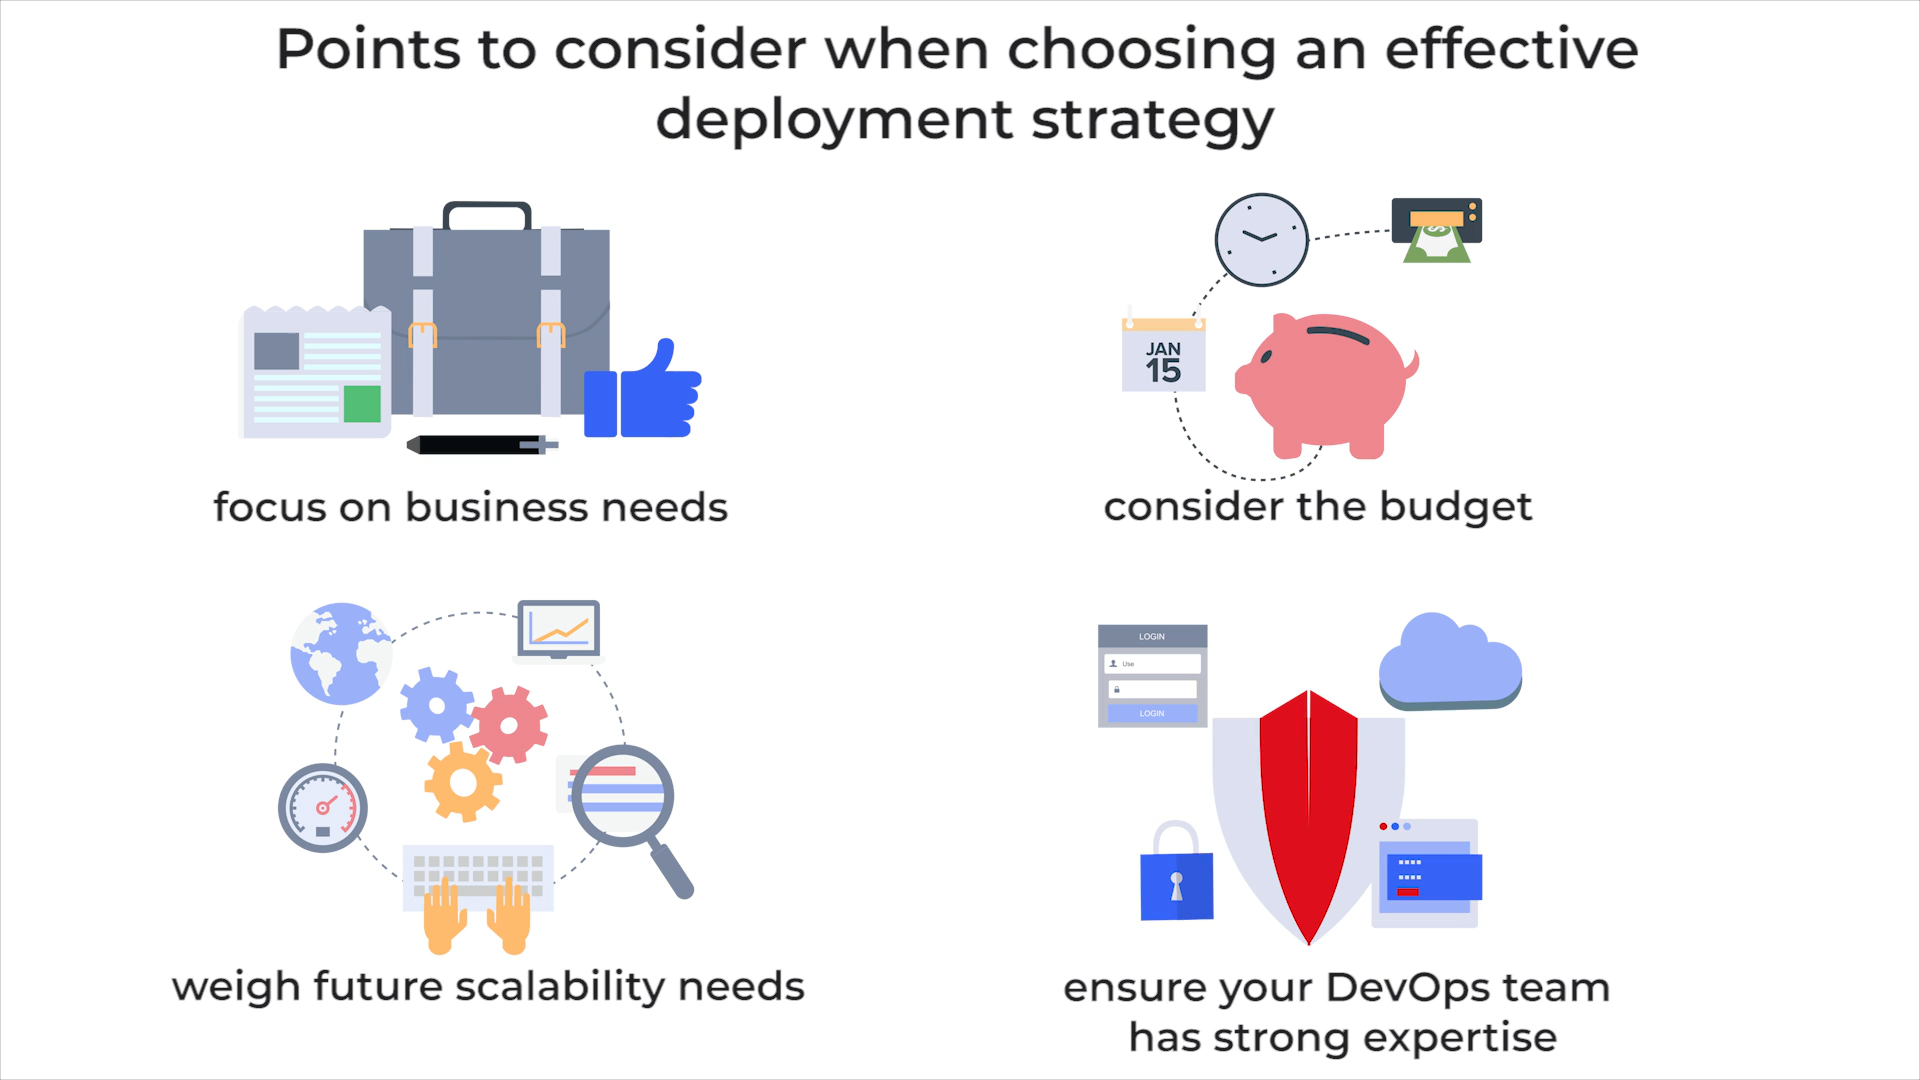 Points to consider when choosing an effective
deployment strategy
JAN
15
focus on business needs
consider the budget
LOGIN
Use
LOGIN
weigh future scalability needs
ensure your DevOps team
has strong expertise